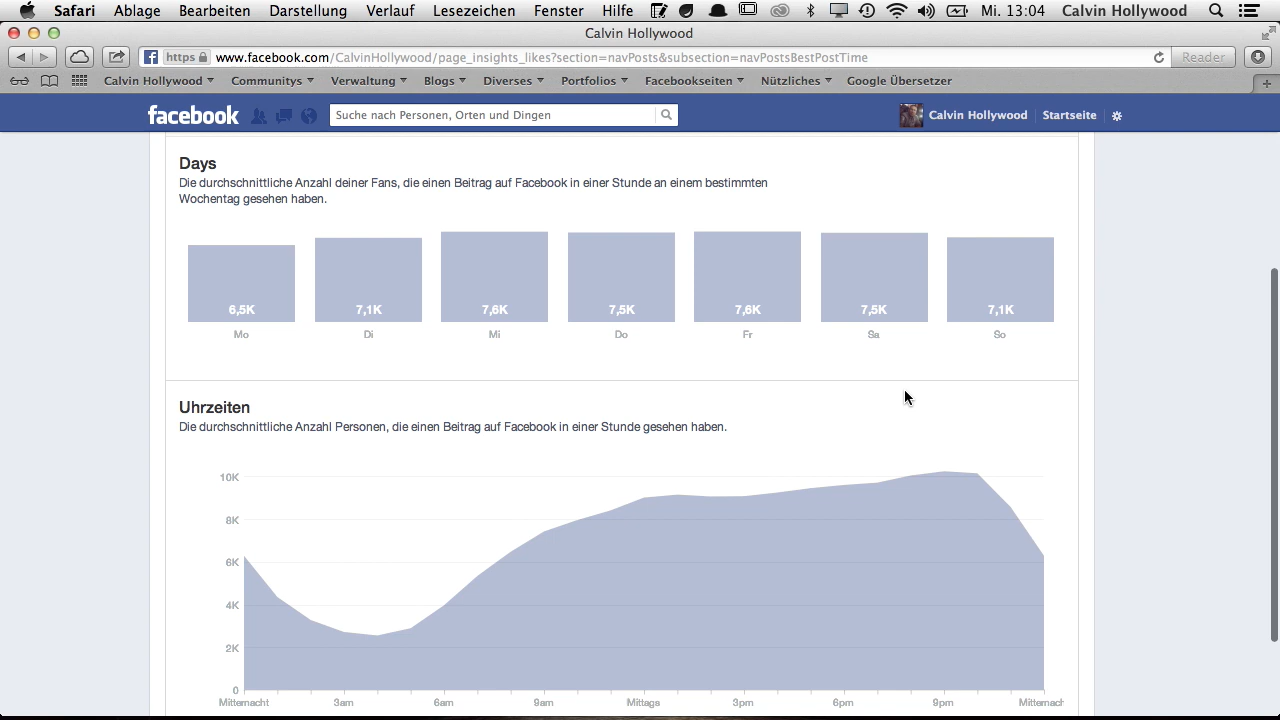 Safari Ablage Bearbeiten Darstellung Verlauf Lesezeichen Fenster Hilfe Mi. 13:04 Calvin Hollywood
Calvin Hollywood
https www.facebook.com/CalvinHollywood/page_insights_likes?section=navPosts&subsection=navPostsBestPostTime Reader
Calvin Hollywood Communitys Verwaltung Blogs Diverses Portfolios Facebookseiten Nützliches Google Übersetzer
facebook Suche nach Personen, Orten und Dingen Calvin Hollywood Startseite
Days
Die durchschnittliche Anzahl deiner Fans, die einen Beitrag auf Facebook in einer Stunde an einem bestimmten
Wochentag gesehen haben.
6,5K 7,1K 7,6K 7,5K 7,6K 7,5K 7,1K
Mo Di Mi Do Fr Sa So
Uhrzeiten
Die durchschnittliche Anzahl Personen, die einen Beitrag auf Facebook in einer Stunde gesehen haben.
10K
8K
6K
4K
2K
0
Mitternacht 3am 6am 9am Mittags 3pm 6pm 9pm Mitternach